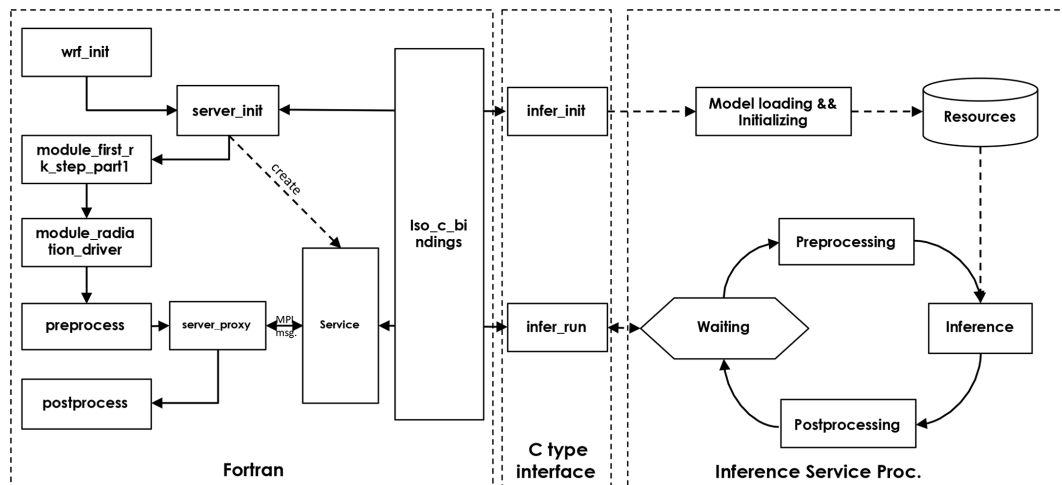 wrf_init
server_init
module_first_r
k_step_part1
create
module_radia
tion_driver
preprocess
server_proxy
MPI
msg.
Service
postprocess
Iso_c_bi
ndings
Fortran
infer_init
infer_run
C type
interface
Model loading &&
Initializing
Resources
Preprocessing
Waiting
Inference
Postprocessing
Inference Service Proc.